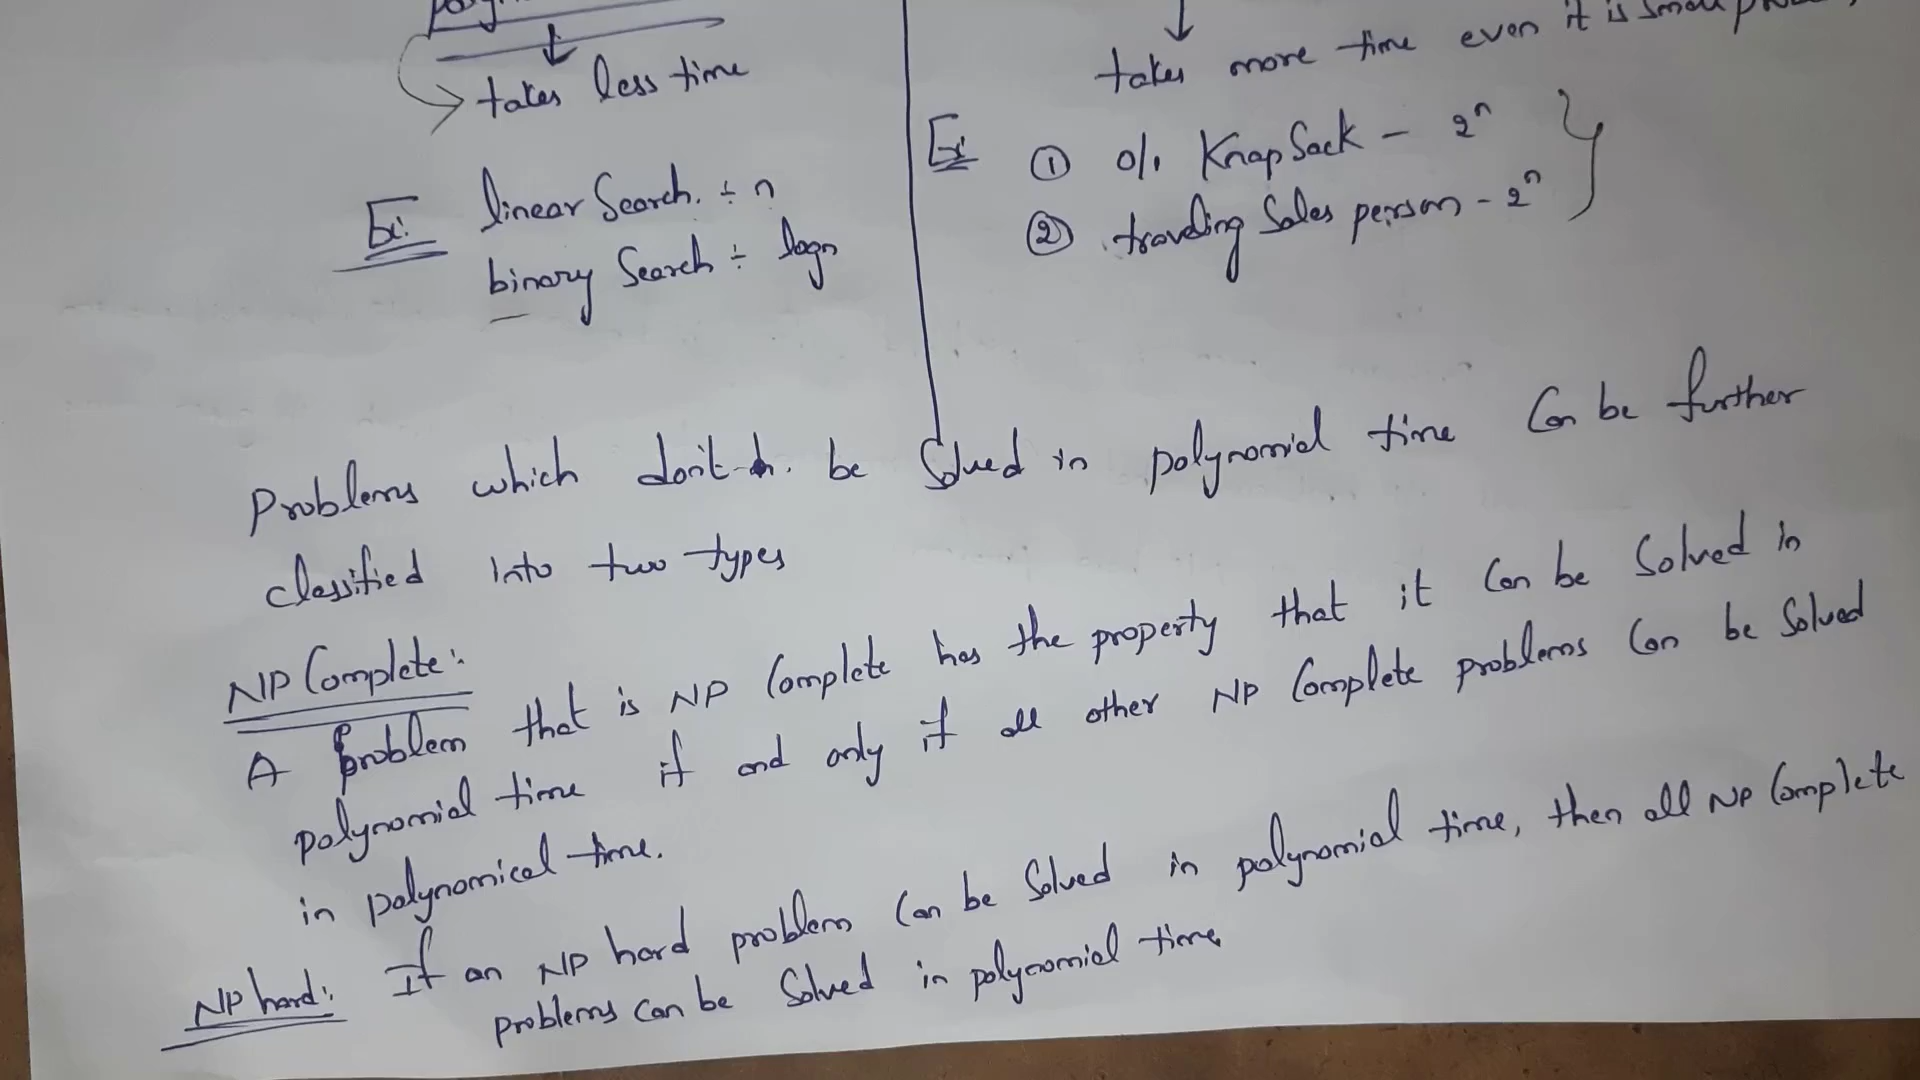 takes less time
Ex: linear Search ÷ n
binary Search ÷ logn
takes more time even it is small
Ex ① 0/1 KnapSack – 2ⁿ
② traveling Sales person – 2ⁿ
Problems which don't be Solved in polynomial time Can be further
classified into two types
NP Complete:
A problem that is NP Complete has the property that it Can be Solved in
polynomial time if and only if all other NP Complete problems Can be Solved
in polynomical time.
NP hard: If an NP hard problem Can be Solved in polynomial time, then all NP Complete
problems can be Solved in polynomial time